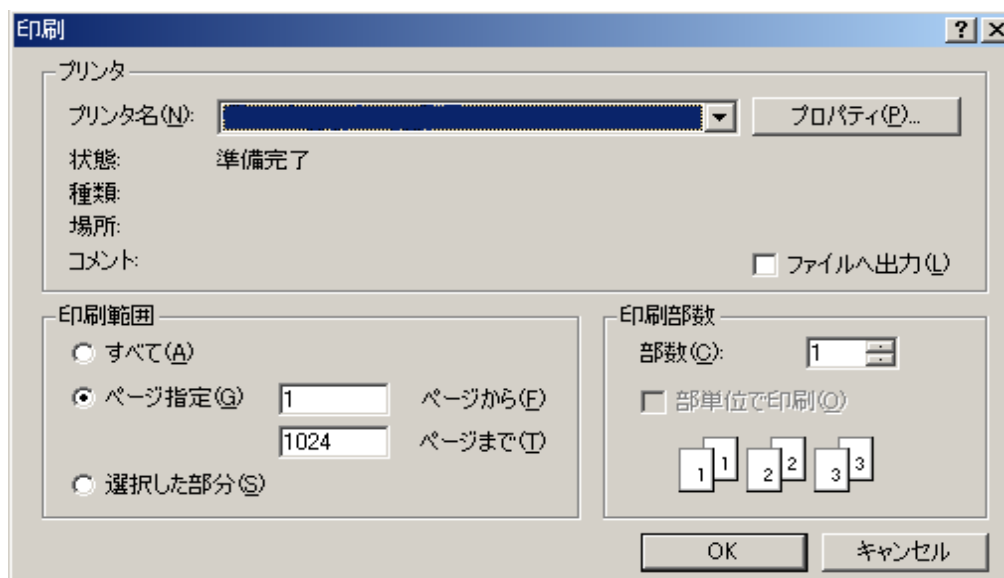 印刷
プリンタ
プリンタ名(N): プロパティ(P)...
状態: 準備完了
種類:
場所:
コメント: ファイルへ出力(L)
印刷範囲
すべて(A)
ページ指定(G) 1 ページから(F)
1024 ページまで(T)
選択した部分(S)
印刷部数
部数(C): 1
部単位で印刷(O)
1 1 2 2 3 3
OK キャンセル